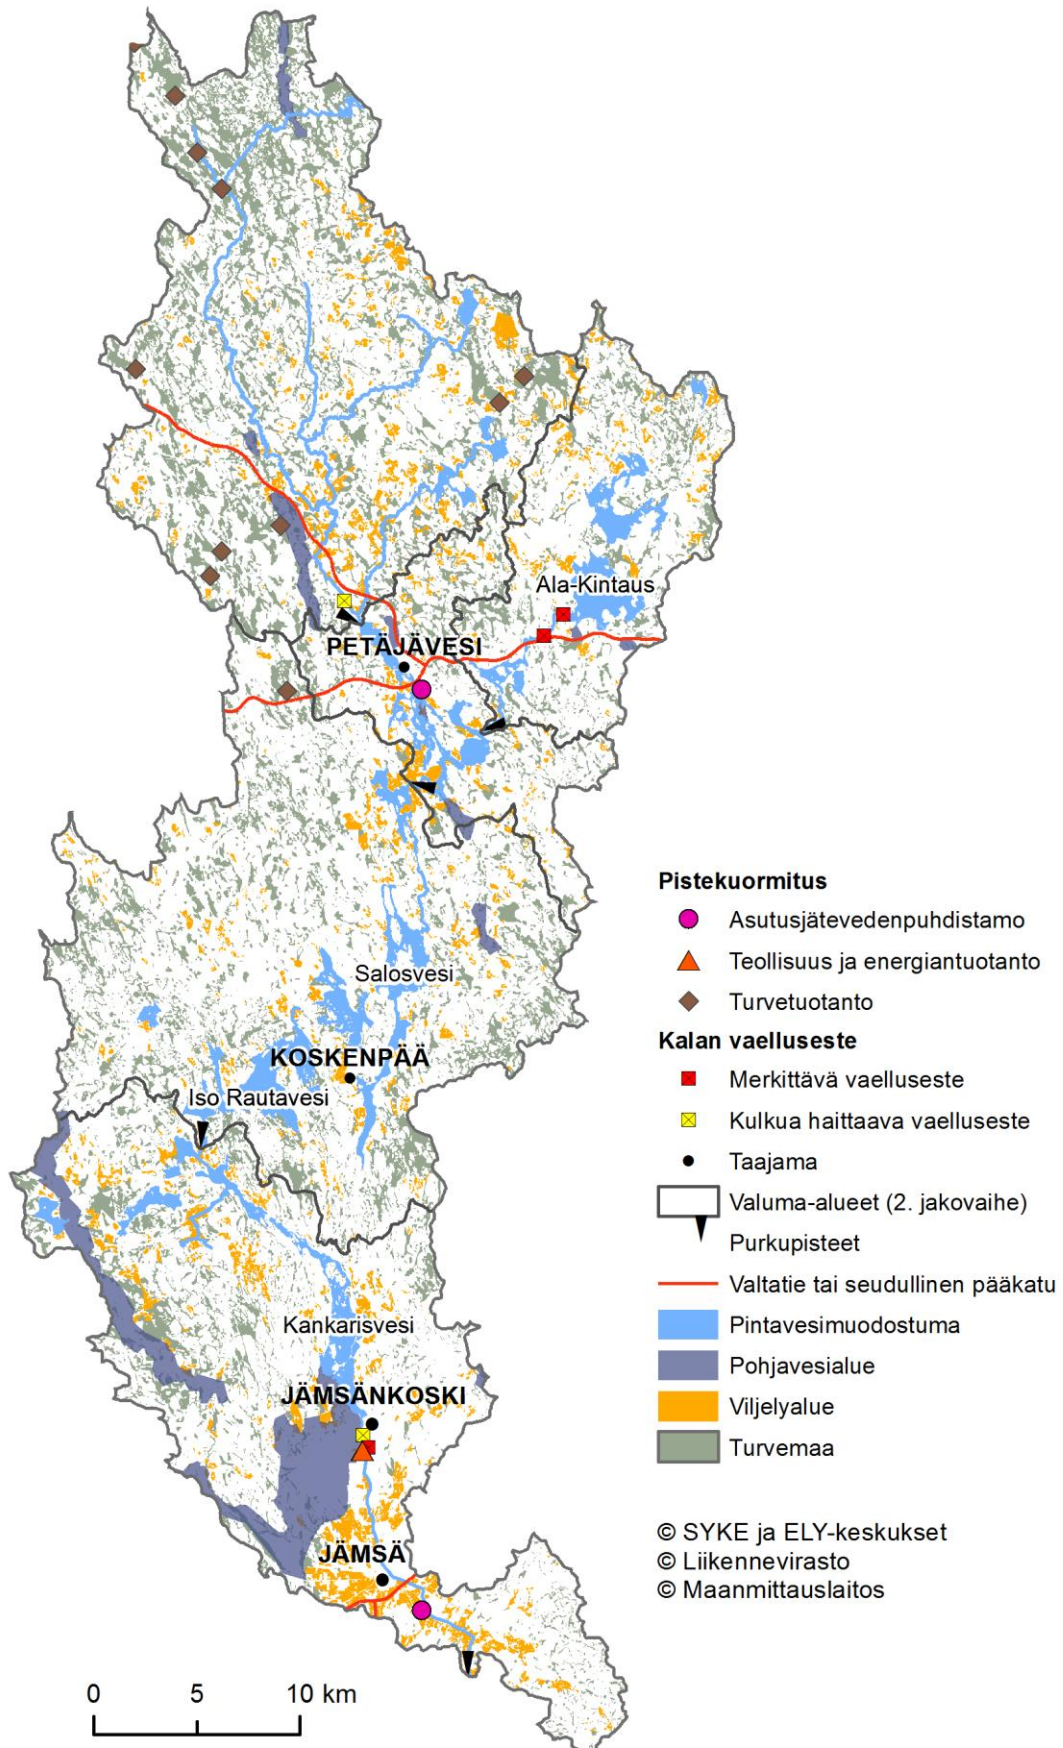 Ala-Kintaus
PETÄJÄVESI
Salosvesi
KOSKENPÄÄ
Iso Rautavesi
Kankarisvesi
JÄMSÄNKOSKI
JÄMSÄ
0 5 10 km
Pistekuormitus
Asutusjätevedenpuhdistamo
Teollisuus ja energiantuotanto
Turvetuotanto
Kalan vaelluseste
Merkittävä vaelluseste
Kulkua haittaava vaelluseste
Taajama
Valuma-alueet (2. jakovaihe)
Purkupisteet
Valtatie tai seudullinen pääkatu
Pintavesimuodostuma
Pohjavesialue
Viljelyalue
Turvemaa
© SYKE ja ELY-keskukset
© Liikennevirasto
© Maanmittauslaitos